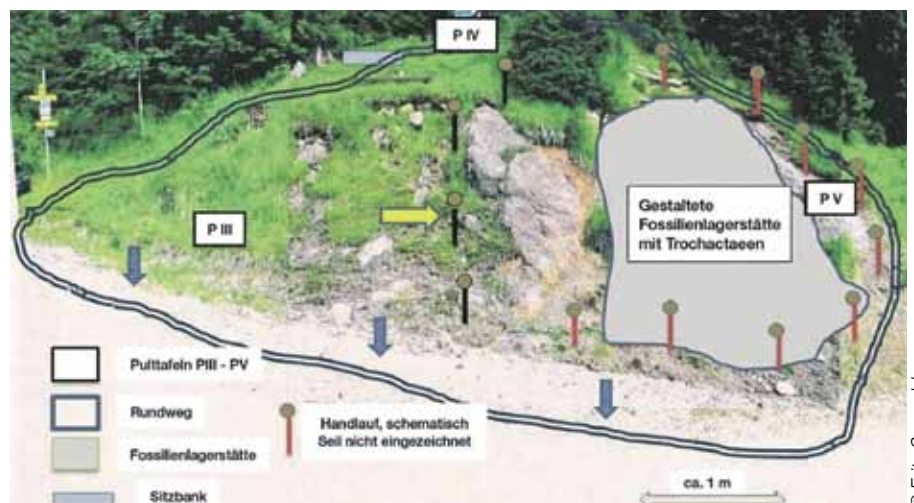 P IV
P III
P V
Gestaltete
Fossilienlagerstätte
mit Trochactaeen
Pulttafeln PIII - PV
Rundweg
Fossilienlagerstätte
Sitzbank
Handlauf, schematisch
Seil nicht eingezeichnet
ca. 1 m